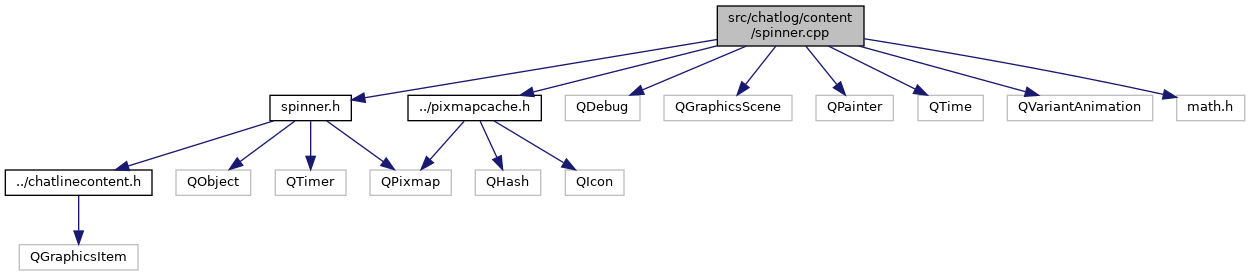 src/chatlog/content
/spinner.cpp
spinner.h
../pixmapcache.h
QDebug
QGraphicsScene
QPainter
QTime
QVariantAnimation
math.h
../chatlinecontent.h
QObject
QTimer
QPixmap
QHash
QIcon
QGraphicsItem